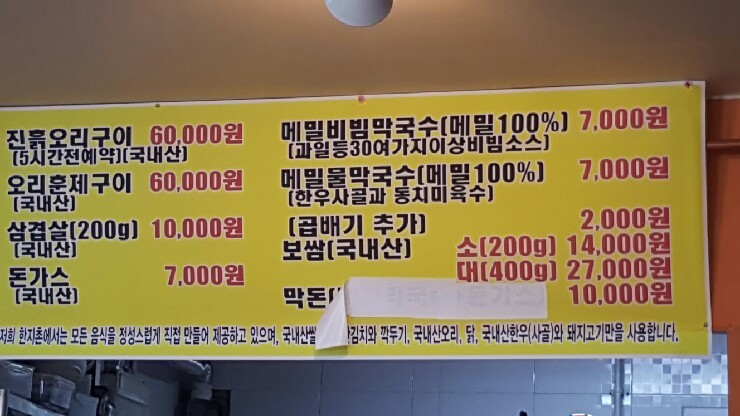 진흙오리구이 60,000원
(5시간전예약)(국내산)
오리훈제구이 60,000원
(국내산)
삼겹살(200g) 10,000원
(국내산)
돈가스 7,000원
(국내산)
메밀비빔막국수(메밀100%) 7,000원
(과일등30여가지이상비빔소스)
메밀물막국수(메밀100%) 7,000원
(한우사골과 동치미육수)
(곱배기 추가) 2,000원
보쌈(국내산) 소(200g) 14,000원
대(400g) 27,000원
막돈( 10,000원
저희 한자촌에서는 모든 음식을 정성스럽게 직접 만들어 제공하고 있으며, 국내산쌀 김치와 깍두기, 국내산오리, 닭, 국내산한우(사골)와 돼지고기만을 사용합니다.